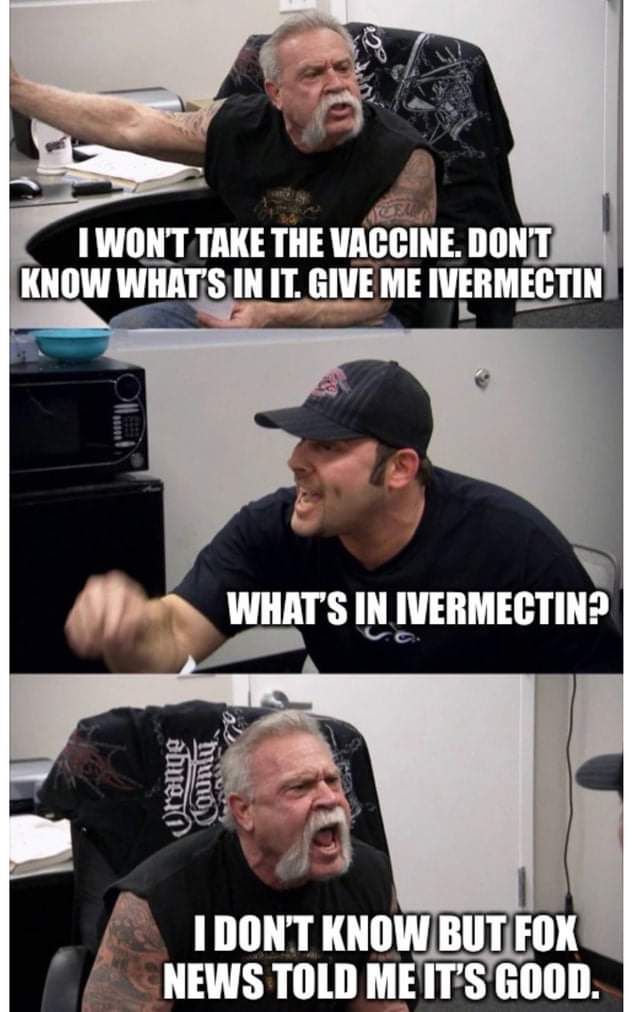 I WON'T TAKE THE VACCINE. DON'T
KNOW WHAT'S IN IT. GIVE ME IVERMECTIN
WHAT'S IN IVERMECTIN?
Orange
County
I DON'T KNOW BUT FOX
NEWS TOLD ME IT'S GOOD.